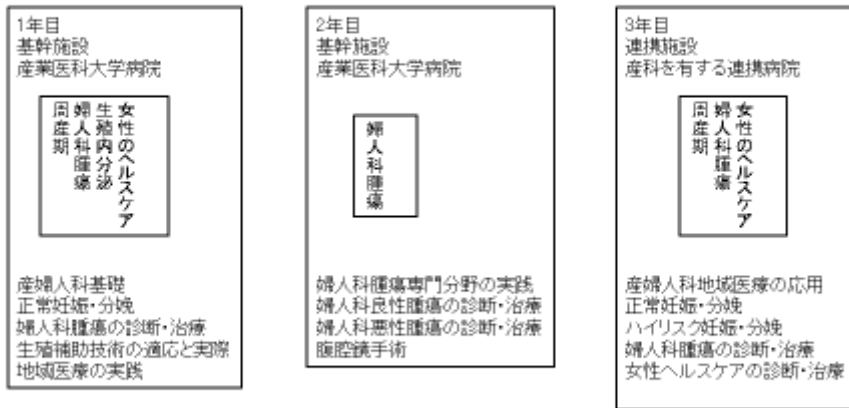 1年目
基幹施設
産業医科大学病院
女性のヘルスケア
生殖内分泌
婦人科腫瘍
周産期
産婦人科基礎
正常妊娠・分娩
婦人科腫瘍の診断・治療
生殖補助技術の適応と実際
地域医療の実践
2年目
基幹施設
産業医科大学病院
婦人科腫瘍
婦人科腫瘍専門分野の実践
婦人科良性腫瘍の診断・治療
婦人科悪性腫瘍の診断・治療
腹腔鏡手術
3年目
連携施設
産科を有する連携病院
女性のヘルスケア
婦人科腫瘍
周産期
産婦人科地域医療の応用
正常妊娠・分娩
ハイリスク妊娠・分娩
婦人科腫瘍の診断・治療
女性ヘルスケアの診断・治療